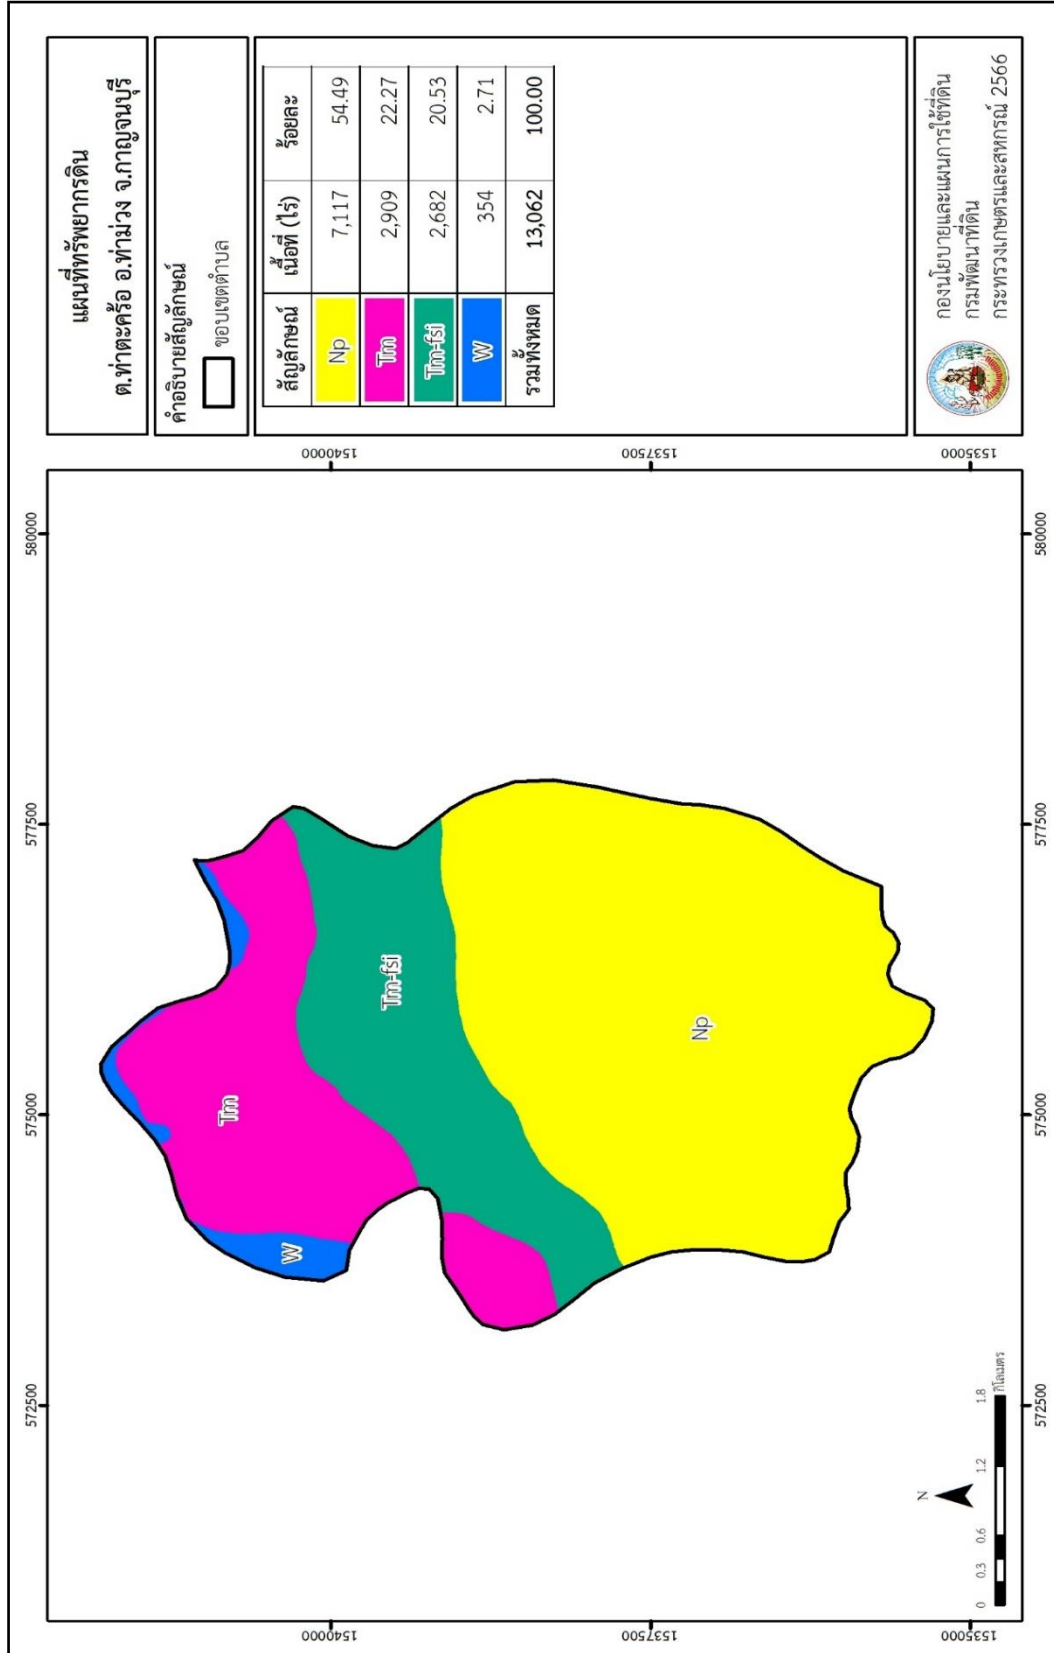 แผนที่ทรัพยากรดิน
ต.ท่าตะคร้อ อ.ท่าม่วง จ.กาญจนบุรี
คำอธิบายสัญลักษณ์
ขอบเขตตำบล
สัญลักษณ์ เนื้อที่ (ไร่) ร้อยละ
Np 7,117 54.49
Tm 2,909 22.27
Tm-fsi 2,682 20.53
W 354 2.71
รวมทั้งหมด 13,062 100.00
กองนโยบายและแผนการใช้ที่ดิน
กรมพัฒนาที่ดิน
กระทรวงเกษตรและสหกรณ์ 2566
572500 575000 577500 580000
1540000 1540000
1537500 1537500
1535000 1535000
Tm
W
Tm-fsi
Np
N
0 0.3 0.6 1.2 1.8
กิโลเมตร
572500 575000 577500 580000